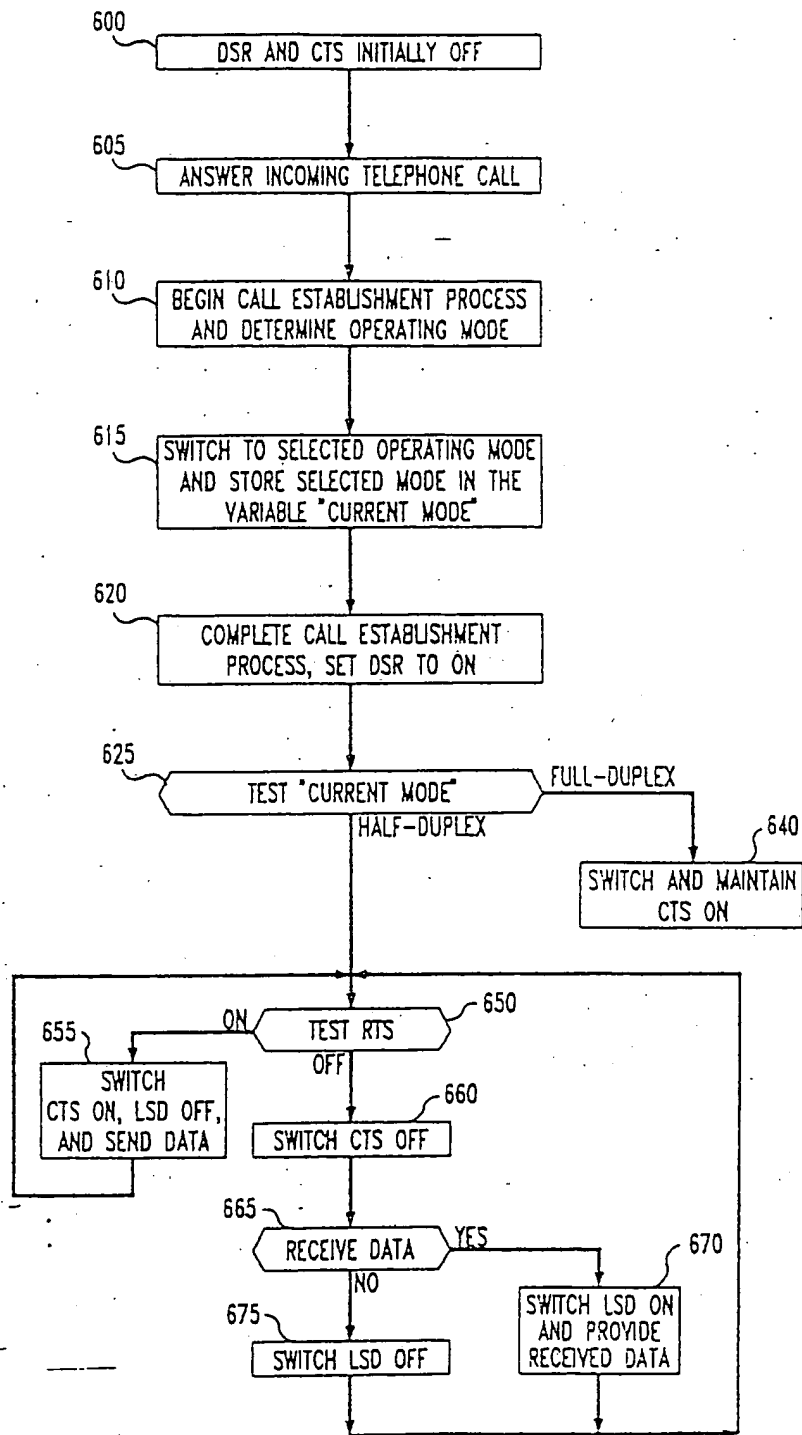 600
DSR AND CTS INITIALLY OFF
605
ANSWER INCOMING TELEPHONE CALL
610
BEGIN CALL ESTABLISHMENT PROCESS
AND DETERMINE OPERATING MODE
615
SWITCH TO SELECTED OPERATING MODE
AND STORE SELECTED MODE IN THE
VARIABLE "CURRENT MODE"
620
COMPLETE CALL ESTABLISHMENT
PROCESS, SET DSR TO ON
625
TEST "CURRENT MODE"
FULL-DUPLEX
HALF-DUPLEX
640
SWITCH AND MAINTAIN
CTS ON
650
TEST RTS
ON
OFF
655
SWITCH
CTS ON, LSD OFF,
AND SEND DATA
660
SWITCH CTS OFF
665
RECEIVE DATA
YES
NO
670
SWITCH LSD ON
AND PROVIDE
RECEIVED DATA
675
SWITCH LSD OFF